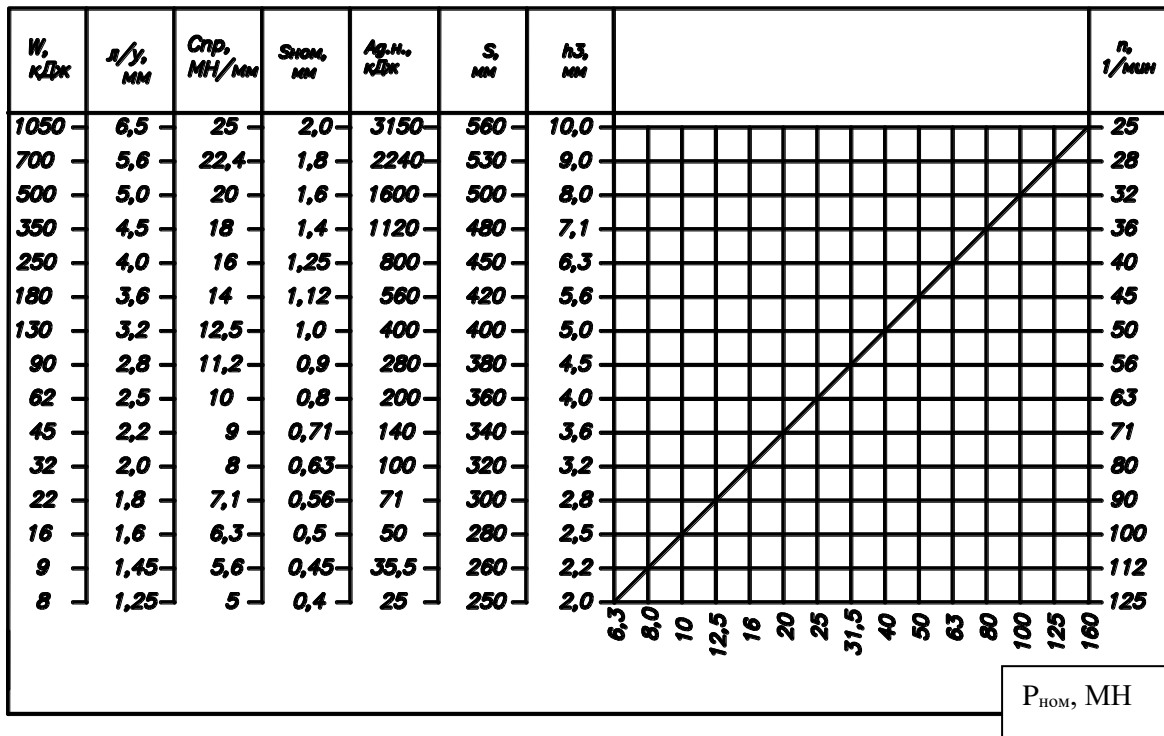 W, кДж л/у, мм Cпр, МН/мм Sном, мм Ag.н., кДж S, мм h3, мм n, 1/мин
1050 6,5 25 2,0 3150 560 10,0 25
700 5,6 22,4 1,8 2240 530 9,0 28
500 5,0 20 1,6 1600 500 8,0 32
350 4,5 18 1,4 1120 480 7,1 36
250 4,0 16 1,25 800 450 6,3 40
180 3,6 14 1,12 560 420 5,6 45
130 3,2 12,5 1,0 400 400 5,0 50
90 2,8 11,2 0,9 280 380 4,5 56
62 2,5 10 0,8 200 360 4,0 63
45 2,2 9 0,71 140 340 3,6 71
32 2,0 8 0,63 100 320 3,2 80
22 1,8 7,1 0,56 71 300 2,8 90
16 1,6 6,3 0,5 50 280 2,5 100
9 1,45 5,6 0,45 35,5 260 2,2 112
8 1,25 5 0,4 25 250 2,0 125
6,3 8,0 10 12,5 16 20 25 31,5 40 50 63 80 100 125 160
Pном, МН